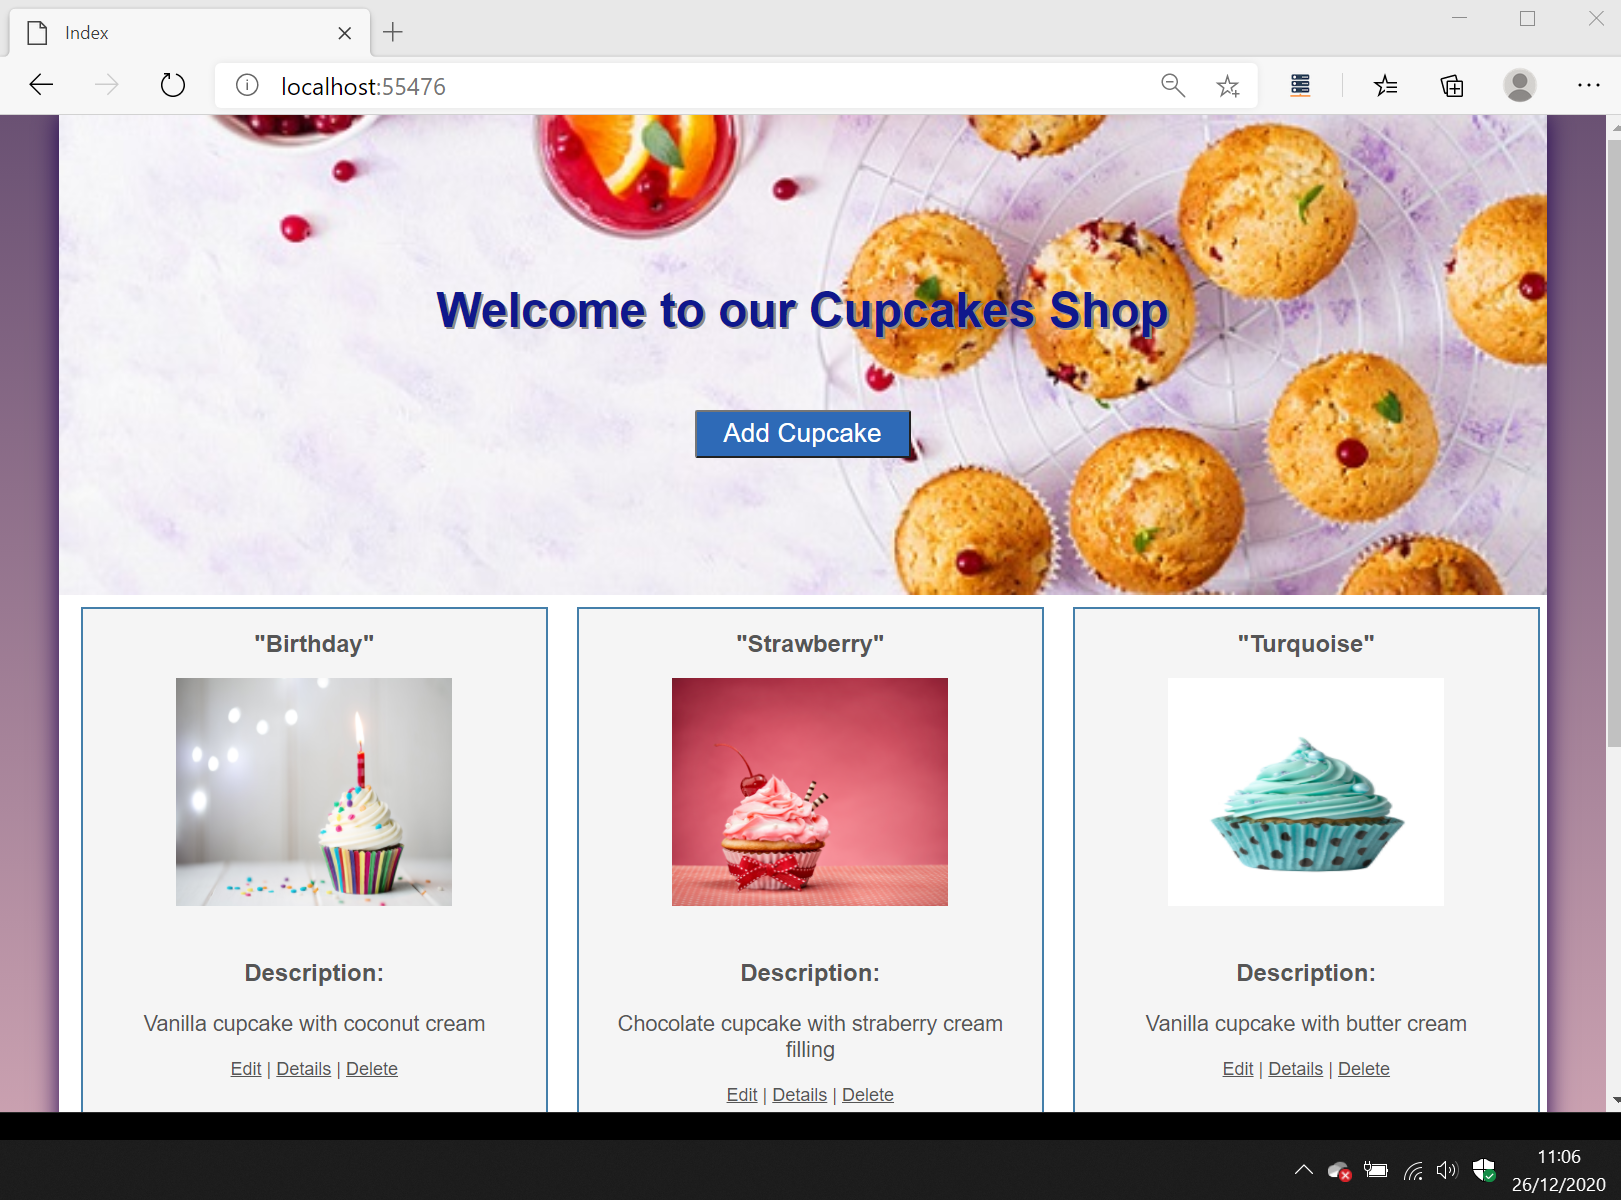 Index
localhost:55476
Welcome to our Cupcakes Shop
Add Cupcake
"Birthday"
Description:
Vanilla cupcake with coconut cream
Edit | Details | Delete
"Strawberry"
Description:
Chocolate cupcake with straberry cream
filling
Edit | Details | Delete
"Turquoise"
Description:
Vanilla cupcake with butter cream
Edit | Details | Delete
11:06
26/12/2020